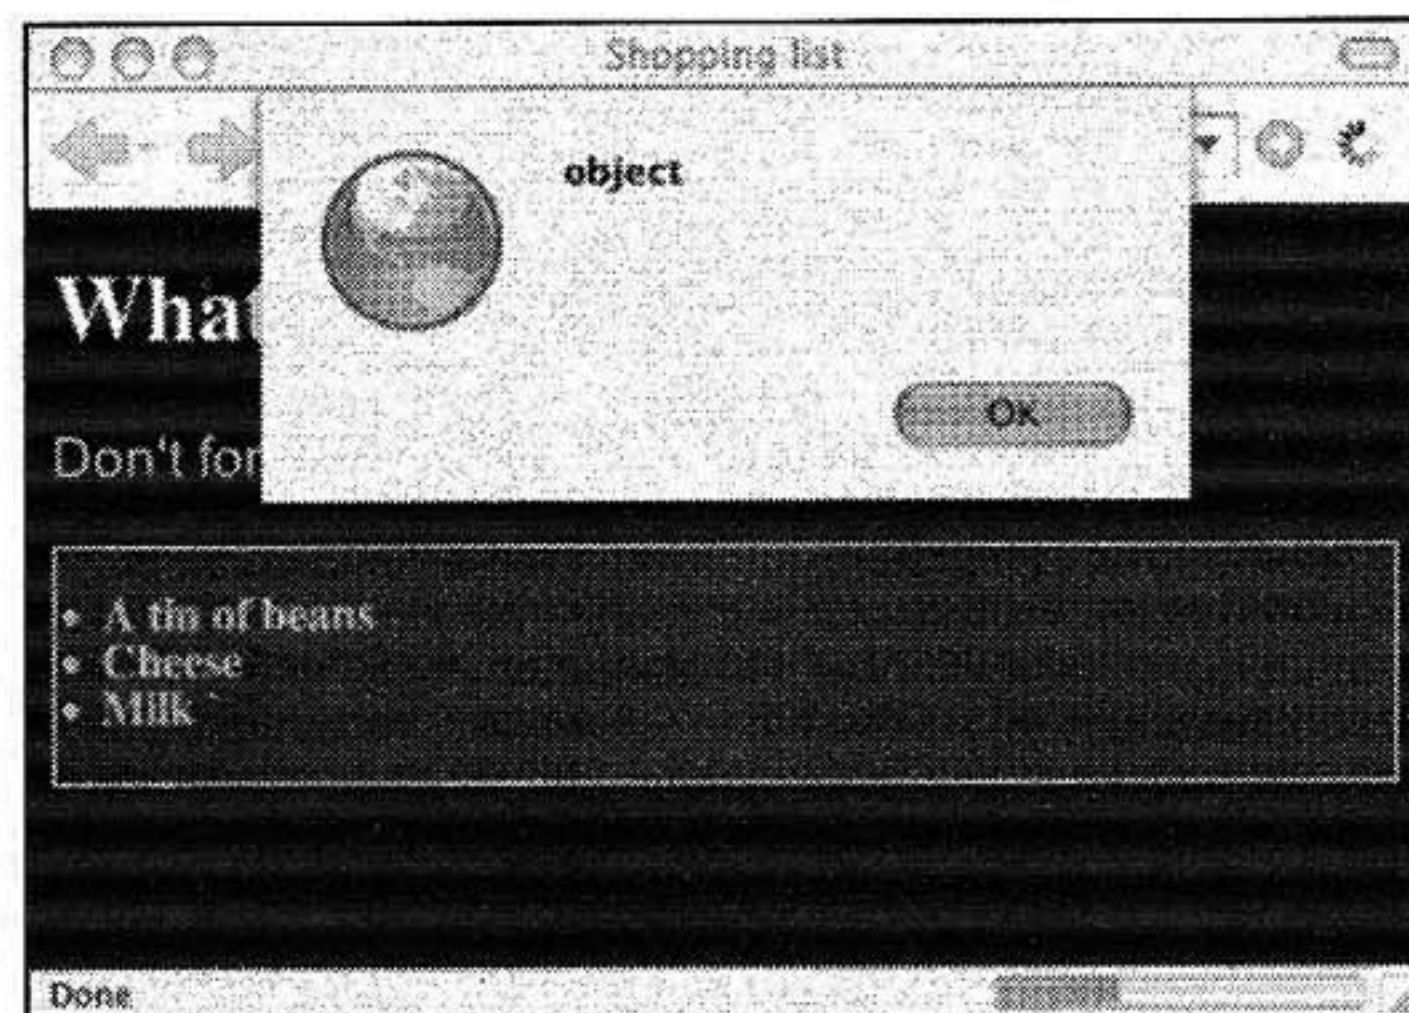 Shopping list
object
What
OK
Don't for
• A tin of beans
• Cheese
• Milk
Done